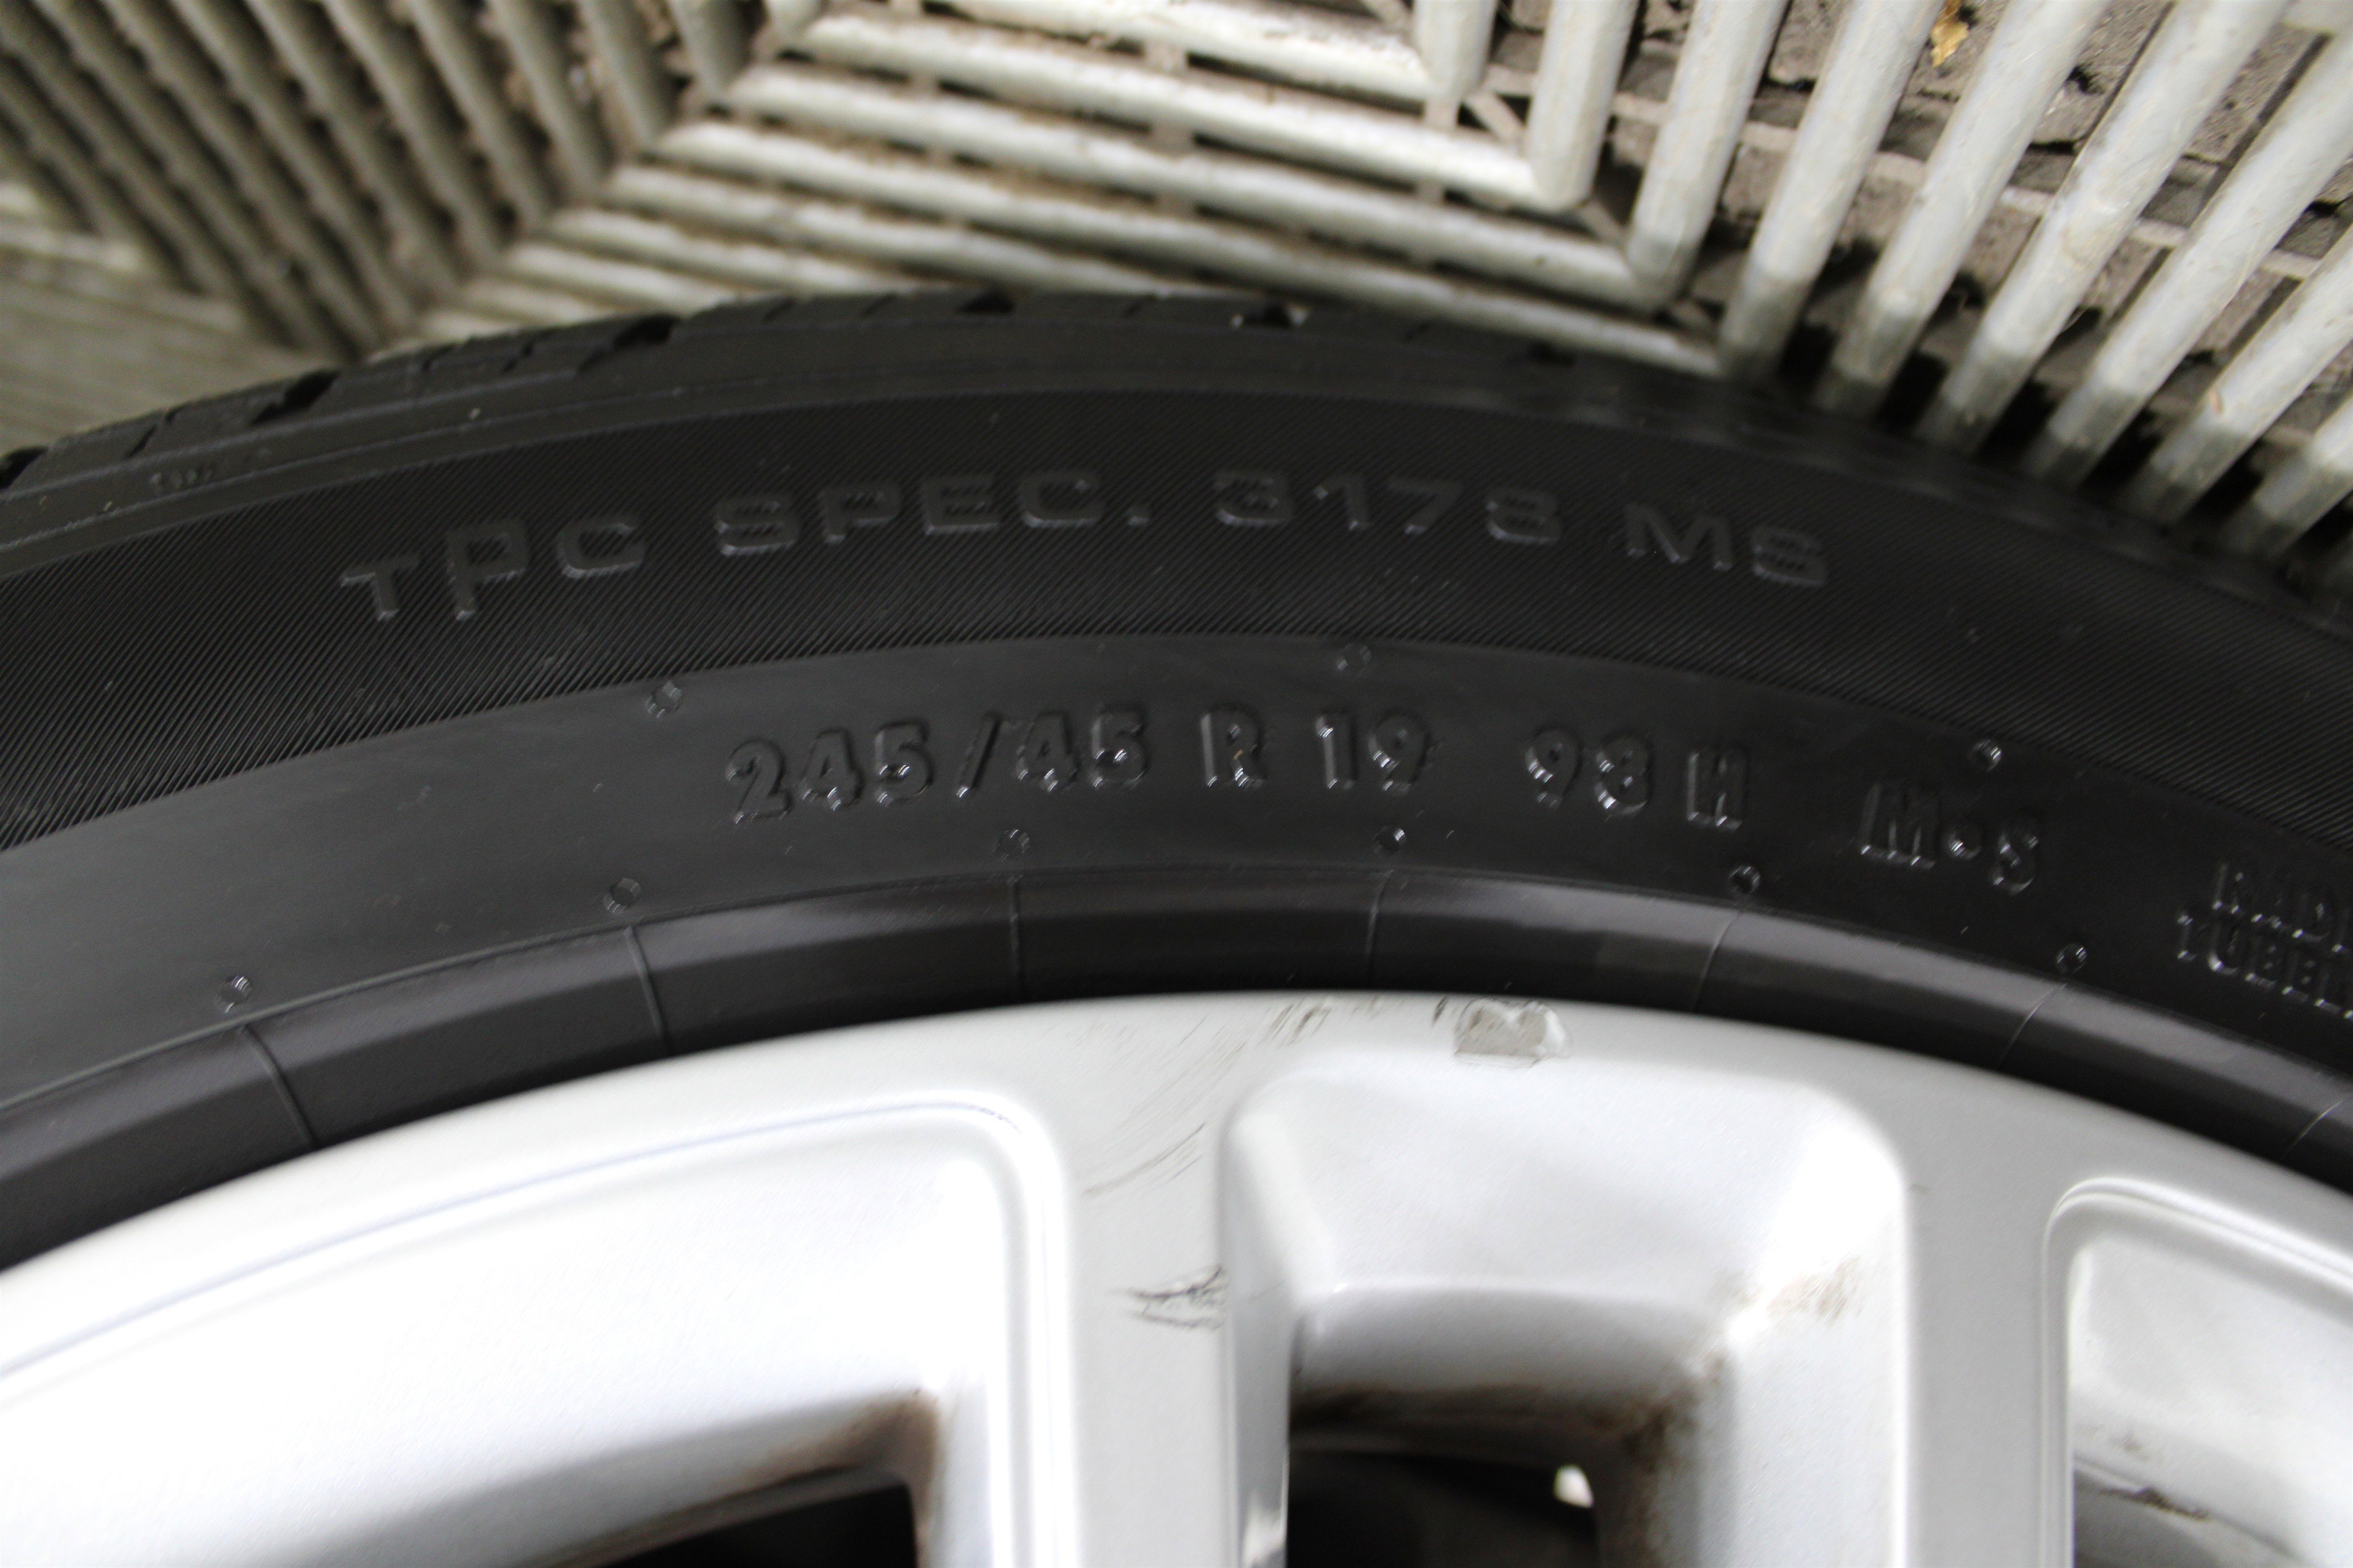 TPC SPEC. 3178 MS
245/45 R 19 98 H M•S